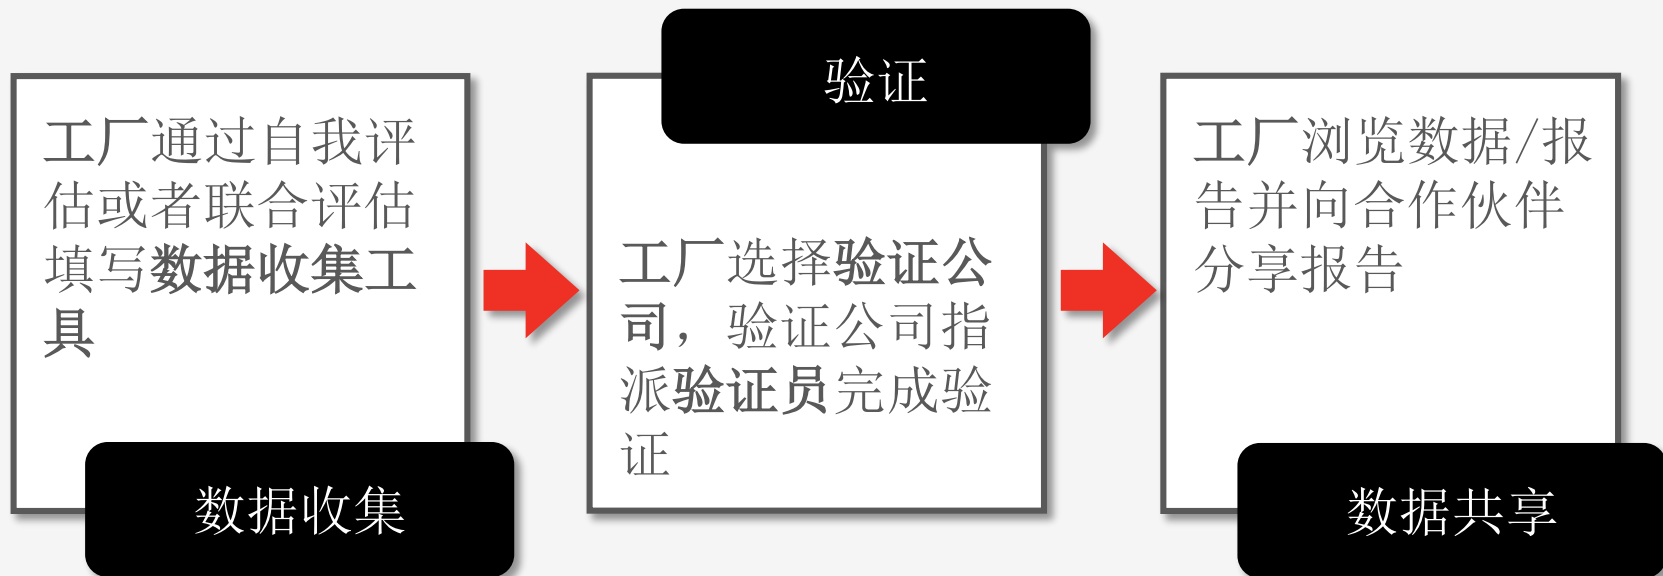 工厂通过自我评
估或者联合评估
填写数据收集工
具
数据收集
验证
工厂选择验证公
司，验证公司指
派验证员完成验
证
工厂浏览数据/报
告并向合作伙伴
分享报告
数据共享